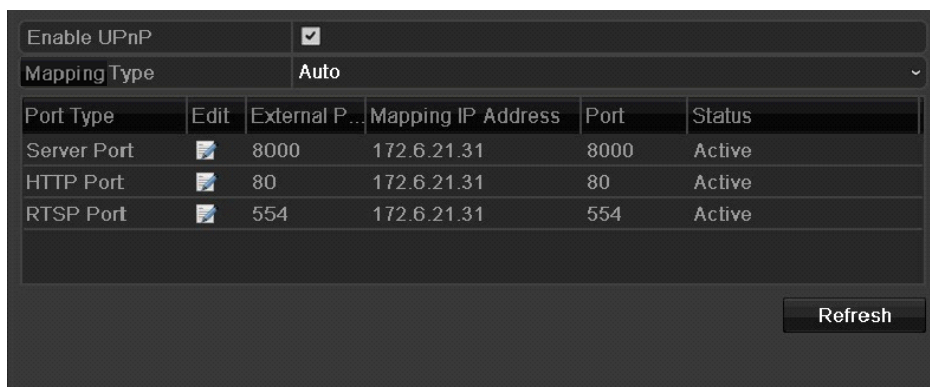 Enable UPnP
Mapping Type Auto
Port Type Edit External P... Mapping IP Address Port Status
Server Port 8000 172.6.21.31 8000 Active
HTTP Port 80 172.6.21.31 80 Active
RTSP Port 554 172.6.21.31 554 Active
Refresh